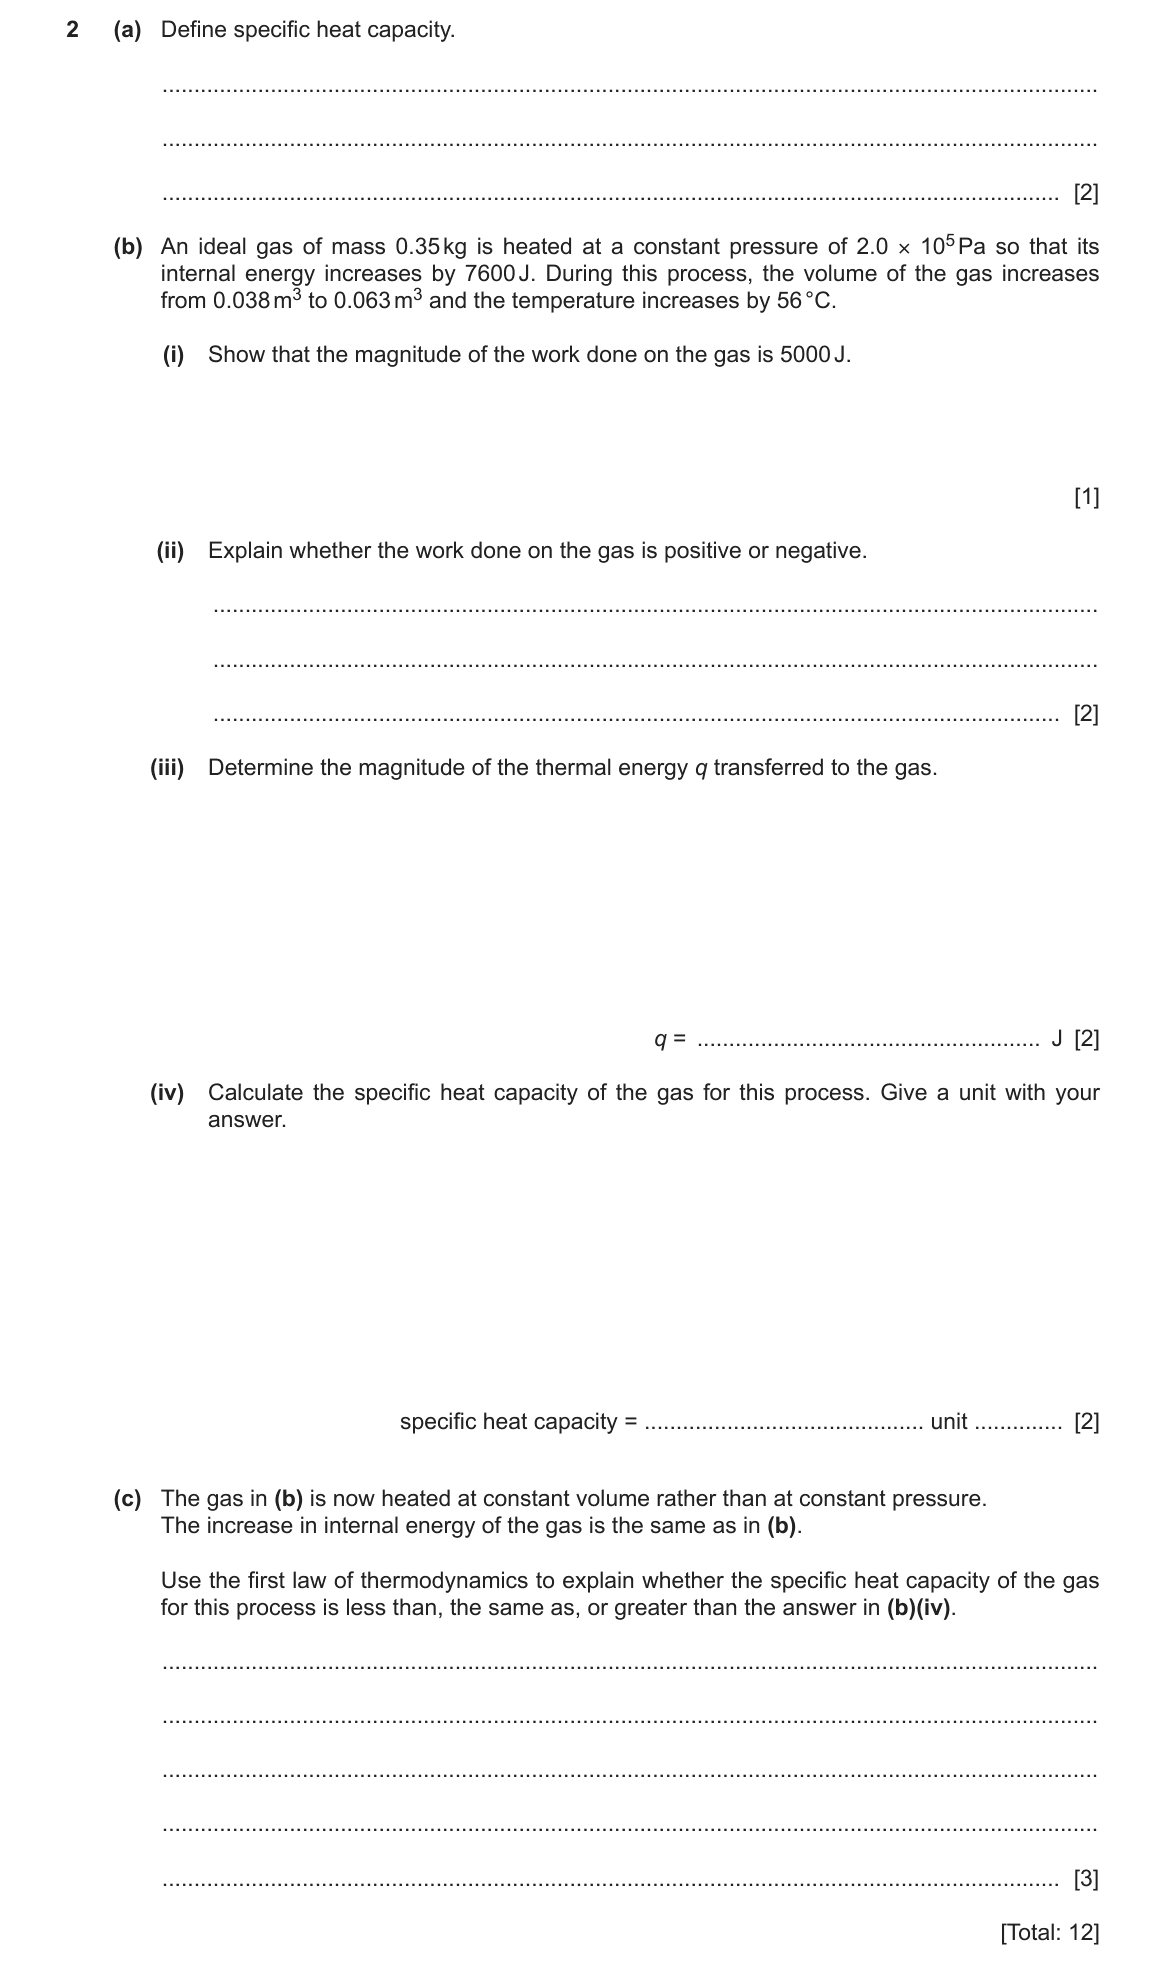 2 (a) Define specific heat capacity.
..........................................................................................................................................
..........................................................................................................................................
.................................................................................................................................... [2]
(b) An ideal gas of mass 0.35 kg is heated at a constant pressure of 2.0 × 10⁵ Pa so that its
internal energy increases by 7600 J. During this process, the volume of the gas increases
from 0.038 m³ to 0.063 m³ and the temperature increases by 56 °C.
(i) Show that the magnitude of the work done on the gas is 5000 J.
[1]
(ii) Explain whether the work done on the gas is positive or negative.
..................................................................................................................................
..................................................................................................................................
............................................................................................................................ [2]
(iii) Determine the magnitude of the thermal energy q transferred to the gas.
q = ...................................................... J [2]
(iv) Calculate the specific heat capacity of the gas for this process. Give a unit with your
answer.
specific heat capacity = ............................................ unit .............. [2]
(c) The gas in (b) is now heated at constant volume rather than at constant pressure.
The increase in internal energy of the gas is the same as in (b).
Use the first law of thermodynamics to explain whether the specific heat capacity of the gas
for this process is less than, the same as, or greater than the answer in (b)(iv).
..........................................................................................................................................
..........................................................................................................................................
..........................................................................................................................................
..........................................................................................................................................
.................................................................................................................................... [3]
[Total: 12]